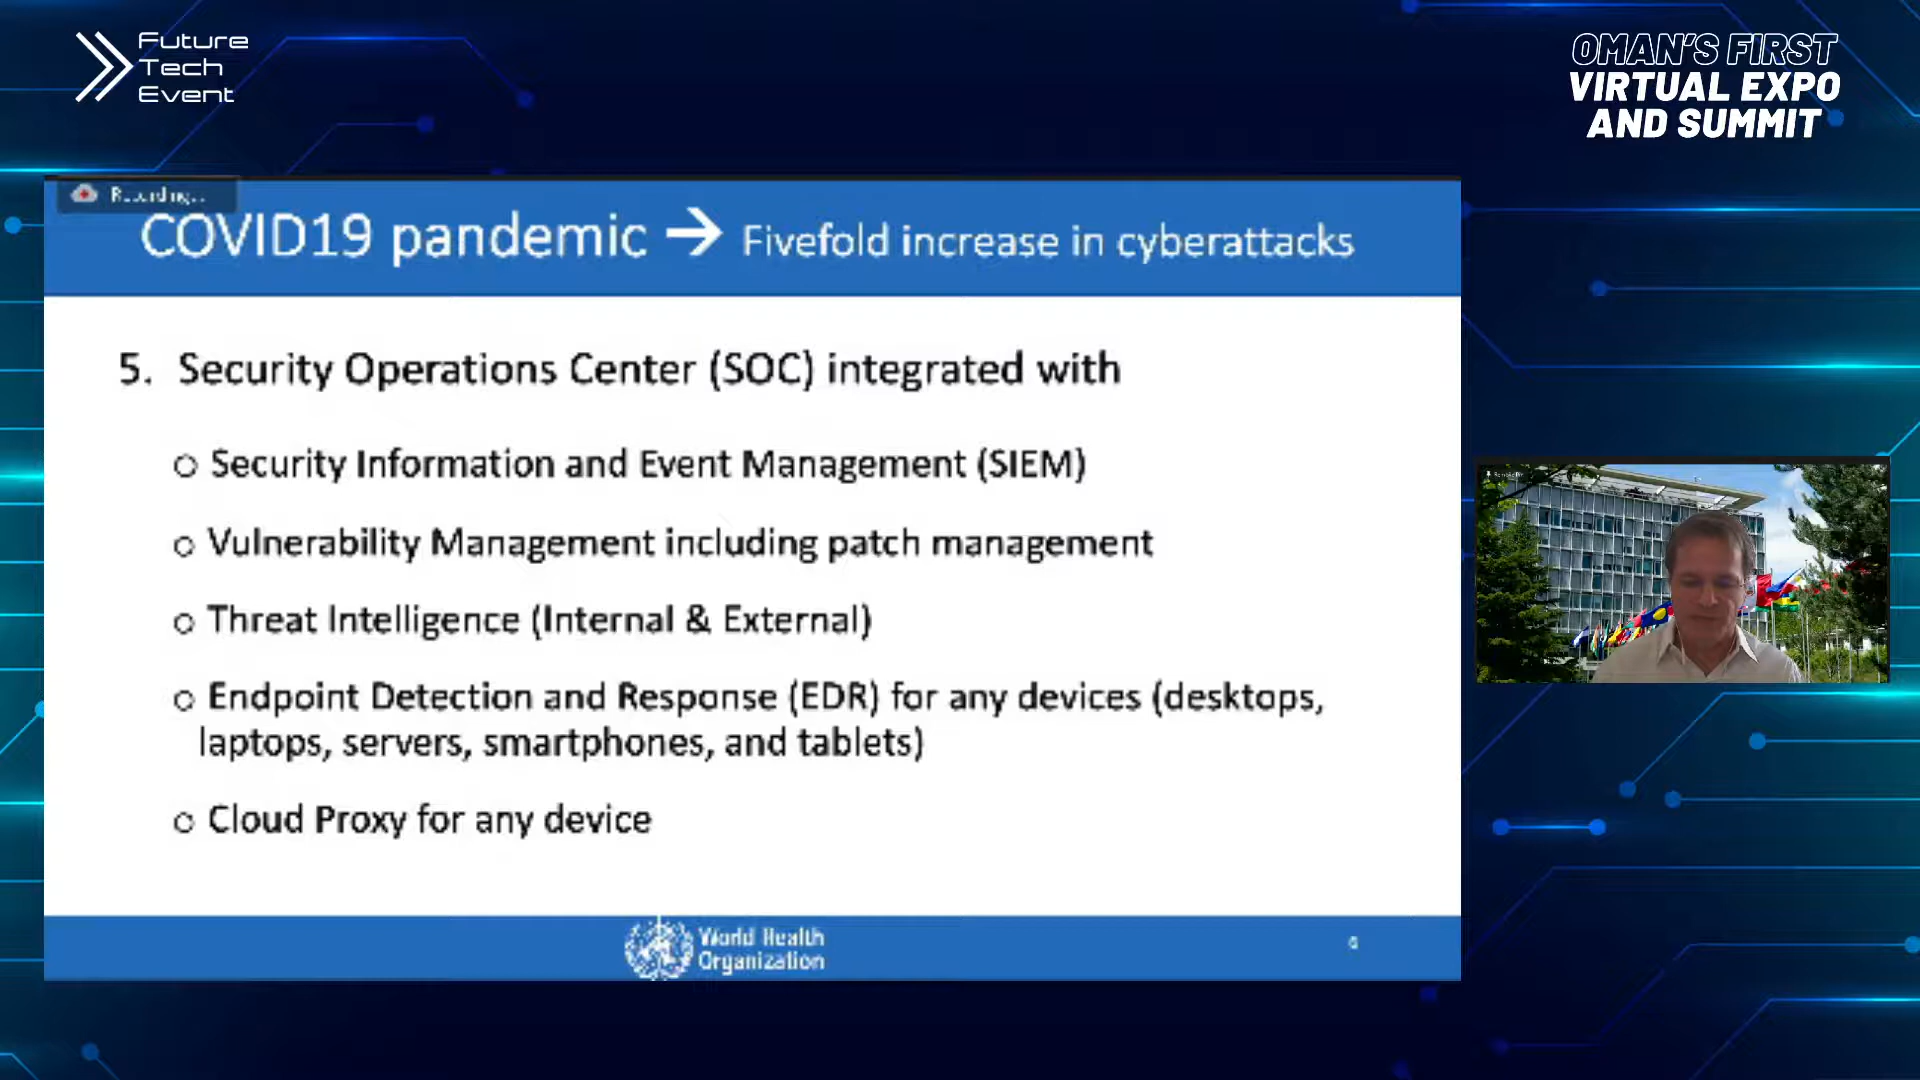 Future
Tech
Event
OMAN'S FIRST
VIRTUAL EXPO
AND SUMMIT
Recording...
COVID19 pandemic → Fivefold increase in cyberattacks
5. Security Operations Center (SOC) integrated with
○ Security Information and Event Management (SIEM)
○ Vulnerability Management including patch management
○ Threat Intelligence (Internal & External)
○ Endpoint Detection and Response (EDR) for any devices (desktops,
laptops, servers, smartphones, and tablets)
○ Cloud Proxy for any device
World Health
Organization